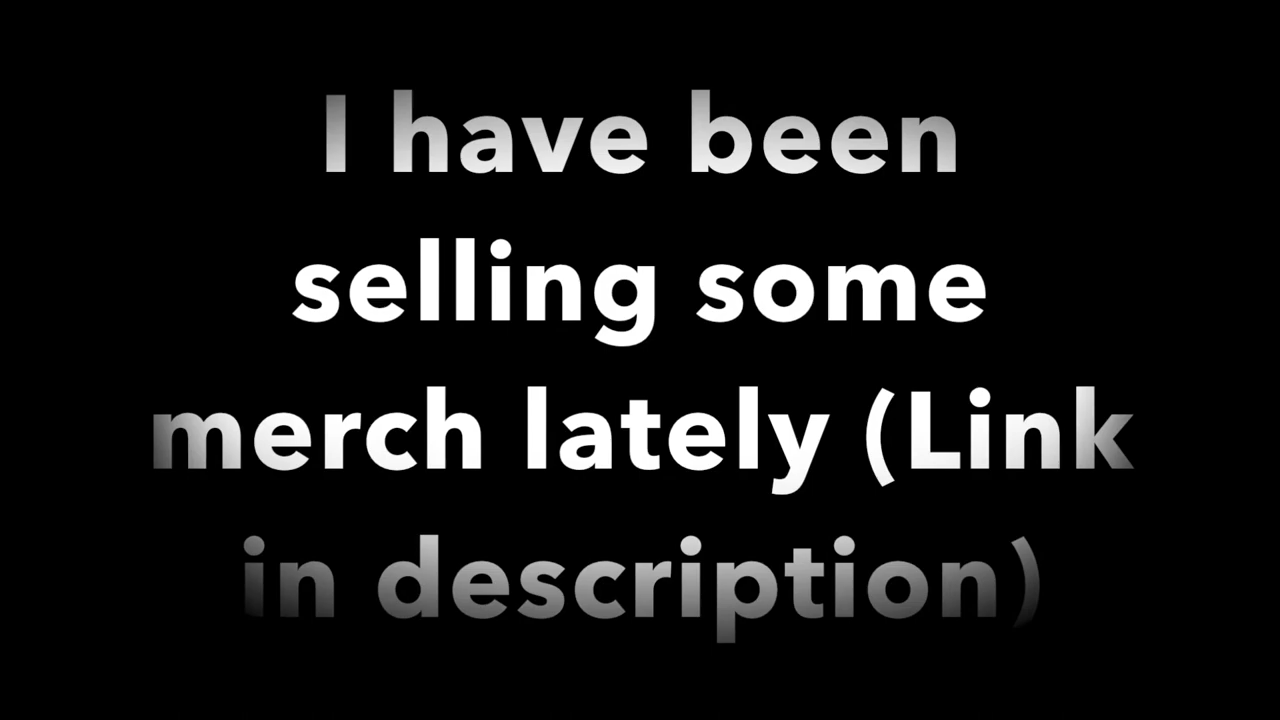 I have been
selling some
merch lately (Link
in description)